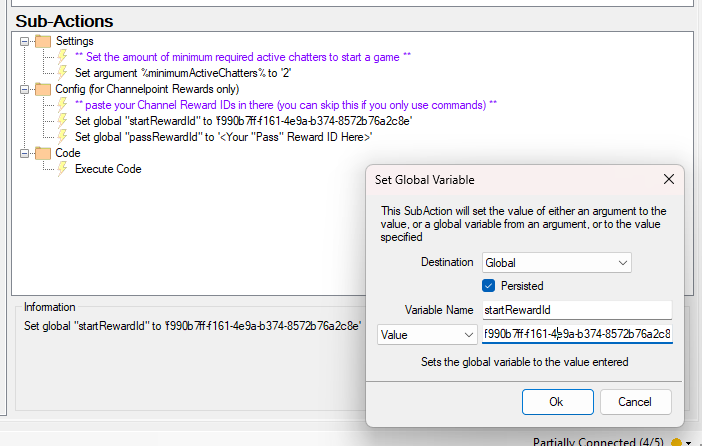 Sub-Actions
Settings
** Set the amount of minimum required active chatters to start a game **
Set argument %minimumActiveChatters% to '2'
Config (for Channelpoint Rewards only)
** paste your Channel Reward IDs in there (you can skip this if you only use commands) **
Set global "startRewardId" to 'f990b7ff-f161-4e9a-b374-8572b76a2c8e'
Set global "passRewardId" to '<Your "Pass" Reward ID Here>'
Code
Execute Code
Set Global Variable
This SubAction will set the value of either an argument to the
value, or a global variable from an argument, or to the value
specified
Destination
Global
Persisted
Variable Name
startRewardId
Value
f990b7ff-f161-4e9a-b374-8572b76a2c8
Sets the global variable to the value entered
Ok
Cancel
Information
Set global "startRewardId" to 'f990b7ff-f161-4e9a-b374-8572b76a2c8e'
Partially Connected (4/5)